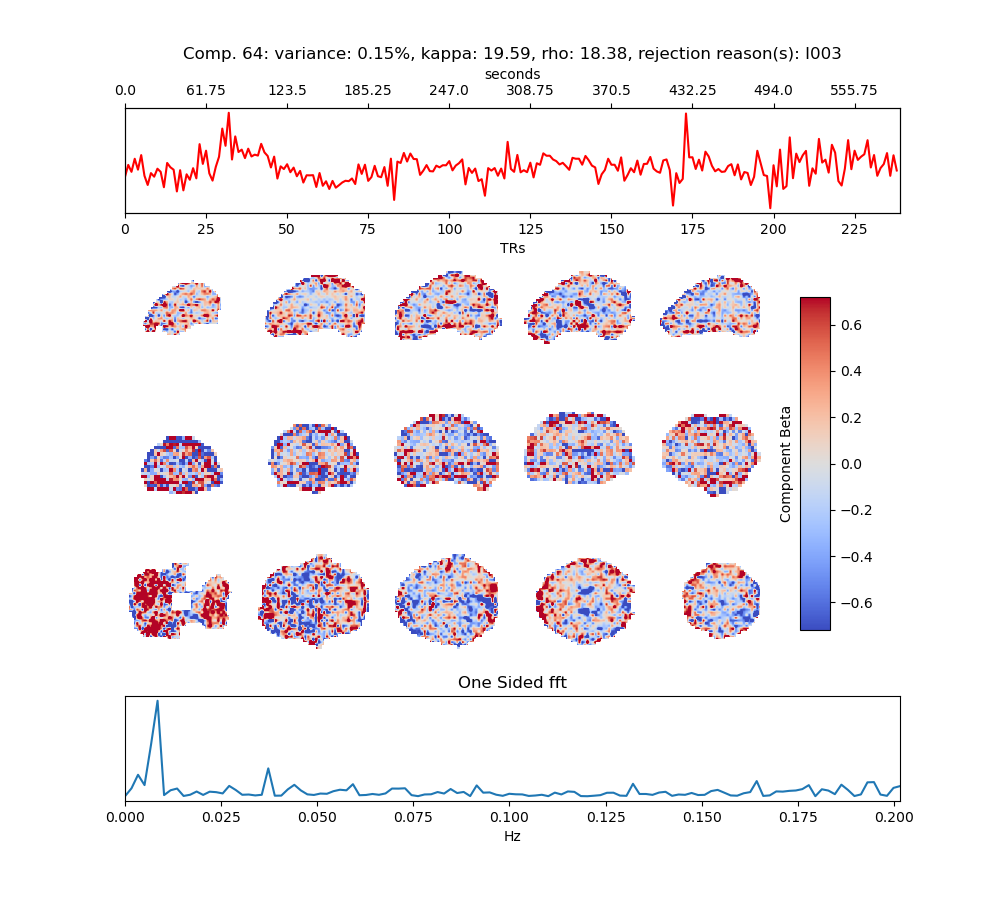 Comp. 64: variance: 0.15%, kappa: 19.59, rho: 18.38, rejection reason(s): I003
seconds
0.0 61.75 123.5 185.25 247.0 308.75 370.5 432.25 494.0 555.75
0 25 50 75 100 125 150 175 200 225
TRs
0.6
0.4
0.2
0.0
−0.2
−0.4
−0.6
Component Beta
One Sided fft
0.000 0.025 0.050 0.075 0.100 0.125 0.150 0.175 0.200
Hz